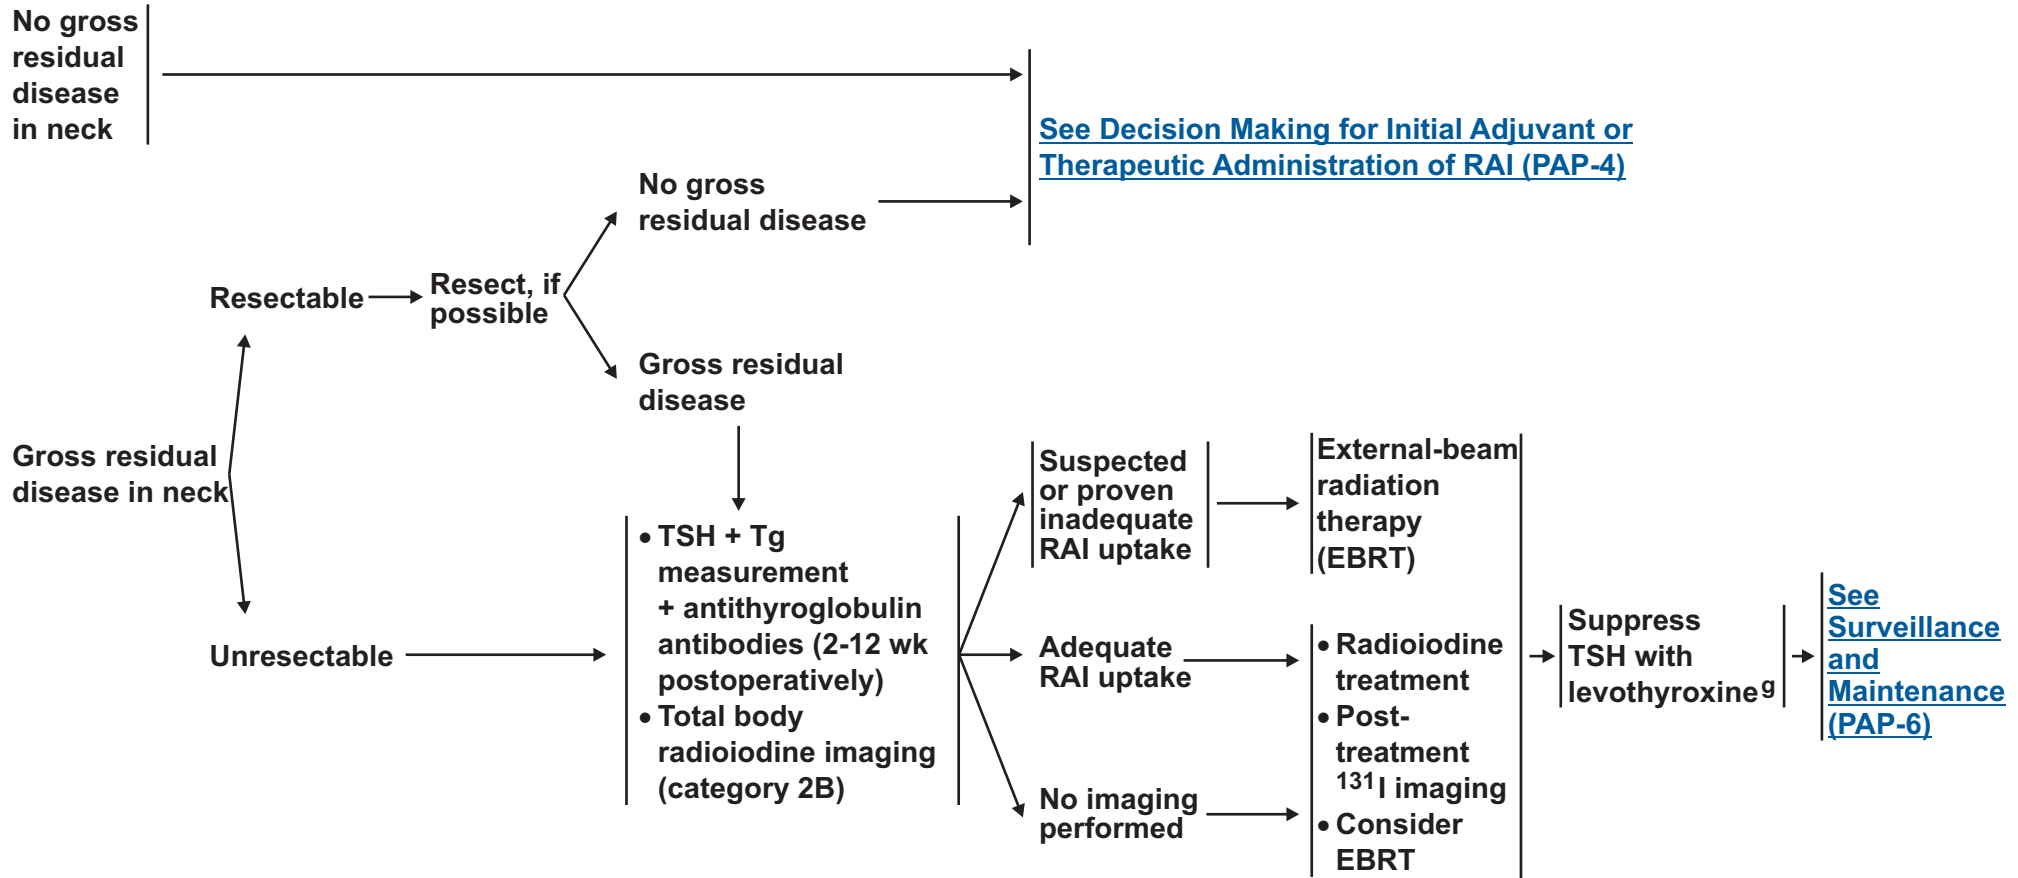 No gross
residual
disease
in neck
See Decision Making for Initial Adjuvant or
Therapeutic Administration of RAI (PAP-4)
No gross
residual disease
Resectable
Resect, if
possible
Gross residual
disease
Gross residual
disease in neck
Unresectable
• TSH + Tg
measurement
+ antithyroglobulin
antibodies (2-12 wk
postoperatively)
• Total body
radioiodine imaging
(category 2B)
Suspected
or proven
inadequate
RAI uptake
External-beam
radiation
therapy
(EBRT)
Adequate
RAI uptake
No imaging
performed
• Radioiodine
treatment
• Post-
treatment
131I imaging
• Consider
EBRT
Suppress
TSH with
levothyroxine g
See
Surveillance
and
Maintenance
(PAP-6)